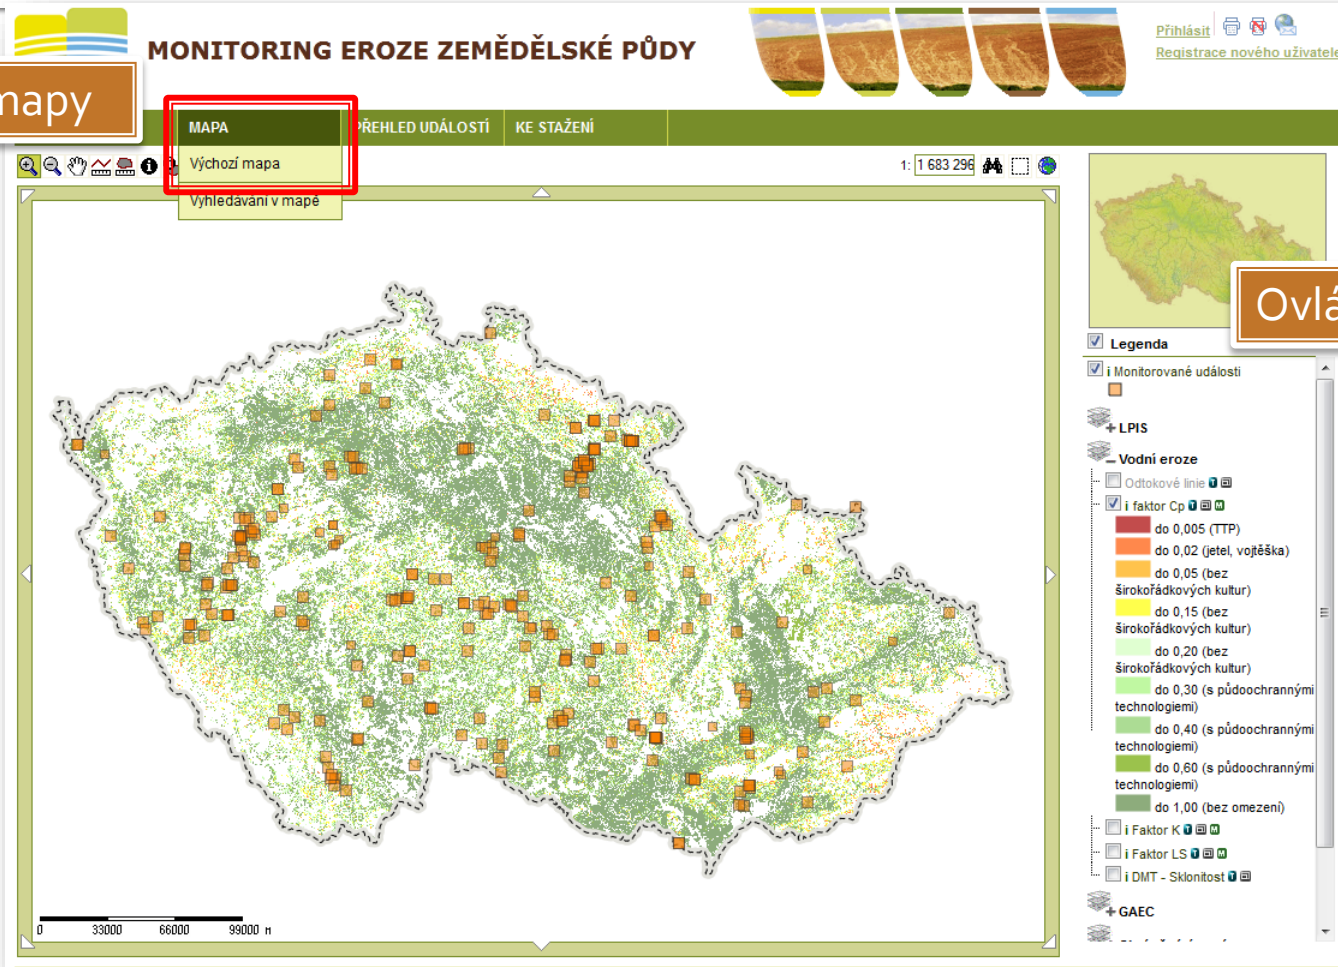 MONITORING EROZE ZEMĚDĚLSKÉ PŮDY
Přihlásit
Registrace nového uživatele
mapy
MAPA
PŘEHLED UDÁLOSTÍ
KE STAŽENÍ
Výchozí mapa
Vyhledávání v mapě
1: 1 683 296
Ovlá
Legenda
i Monitorované události
LPIS
Vodní eroze
Odtokové linie
i faktor Cp
do 0,005 (TTP)
do 0,02 (jetel, vojtěška)
do 0,05 (bez
širokořádkových kultur)
do 0,15 (bez
širokořádkových kultur)
do 0,20 (bez
širokořádkových kultur)
do 0,30 (s půdoochrannými
technologiemi)
do 0,40 (s půdoochrannými
technologiemi)
do 0,60 (s půdoochrannými
technologiemi)
do 1,00 (bez omezení)
i Faktor K
i Faktor LS
i DMT - Sklonitost
GAEC
0 33000 66000 99000 m